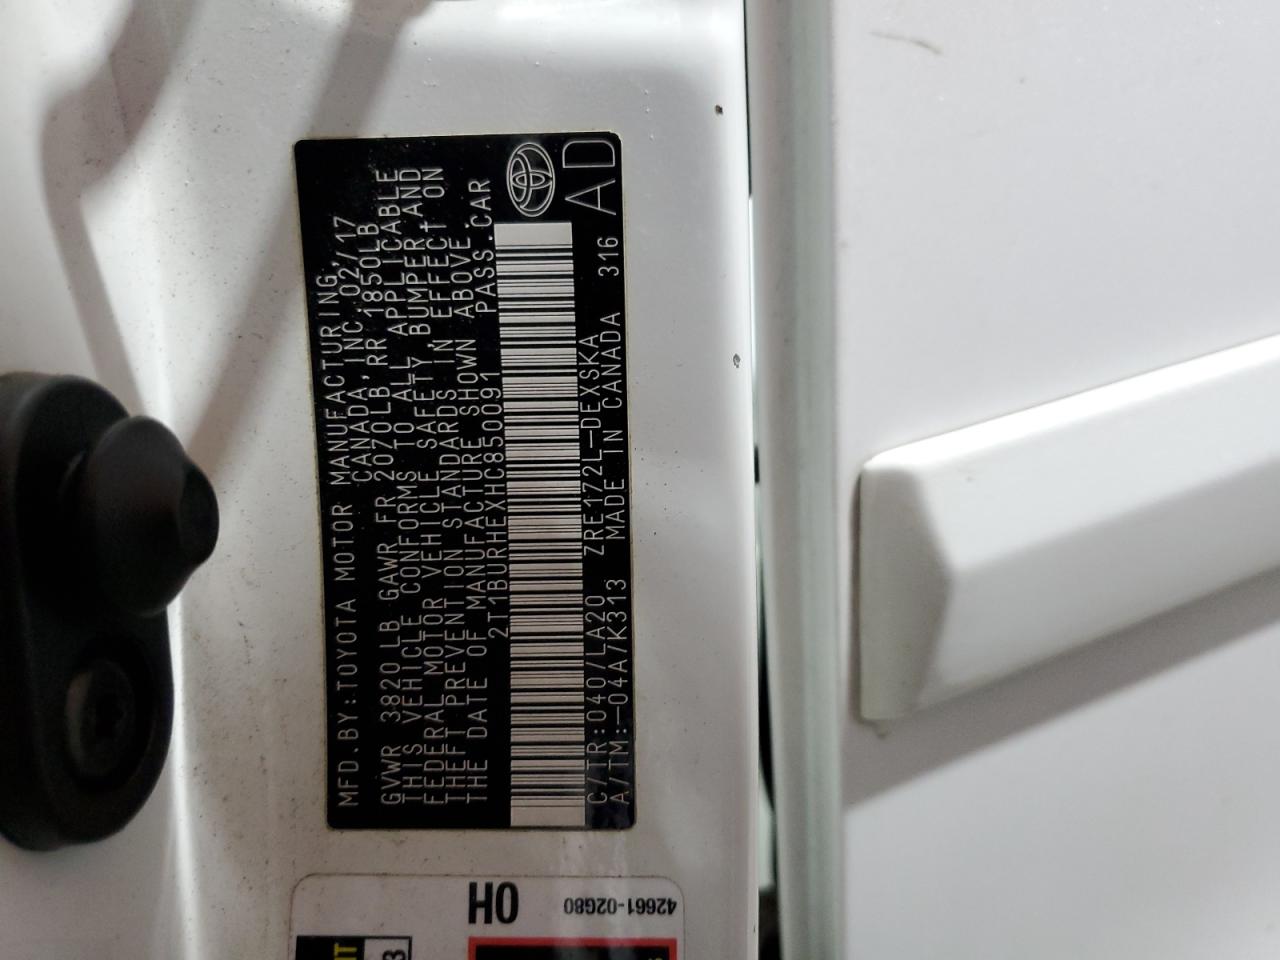 MFD.BY:TOYOTA MOTOR MANUFACTURING,
CANADA, INC. 02/17
GVWR 3820LB GAWR FR 2070LB, RR 1850LB
THIS VEHICLE CONFORMS TO ALL APPLICABLE
FEDERAL MOTOR VEHICLE SAFETY, BUMPER, AND
THEFT PREVENTION STANDARDS IN EFFECT ON
THE DATE OF MANUFACTURE SHOWN ABOVE.
2T1BURHEXHC850091 PASS.CAR
C/TR:040/LA20 ZRE172L-DEXSKA
A/TM:-04A/K313 MADE IN CANADA 316
AD
0H
42661-02G80